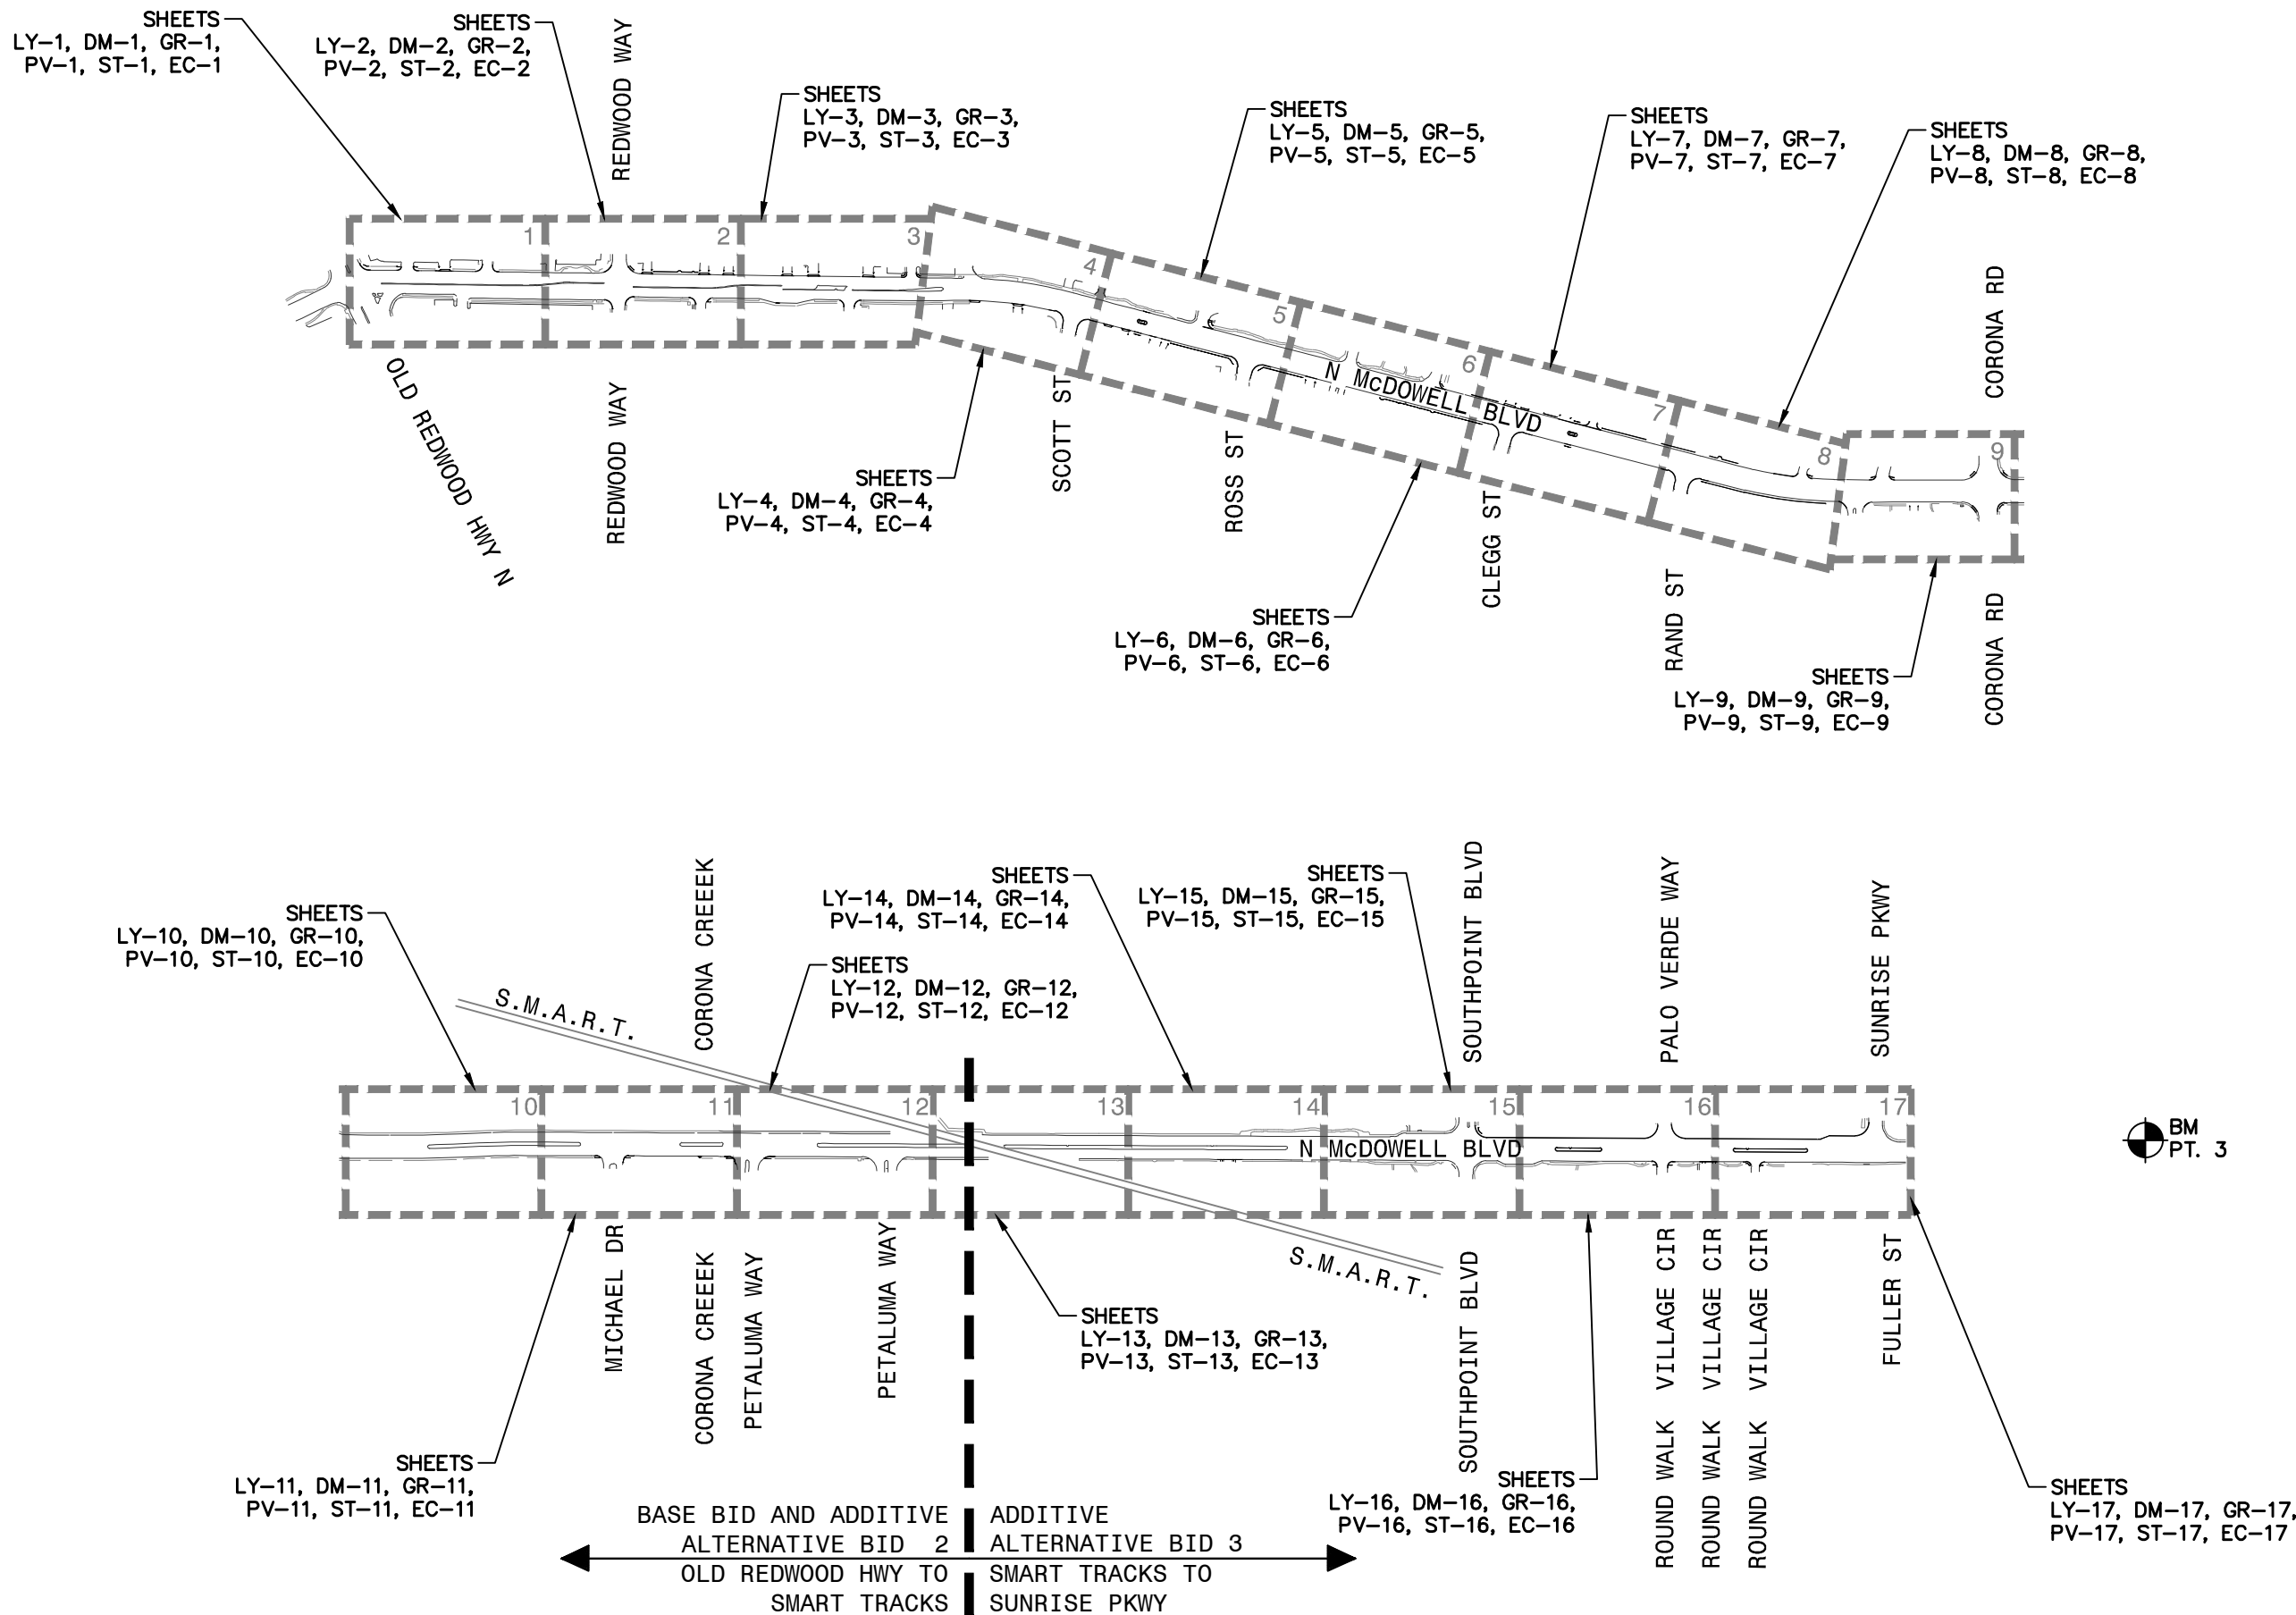 SHEETS
LY-1, DM-1, GR-1,
PV-1, ST-1, EC-1
SHEETS
LY-2, DM-2, GR-2,
PV-2, ST-2, EC-2
REDWOOD WAY
SHEETS
LY-3, DM-3, GR-3,
PV-3, ST-3, EC-3
SHEETS
LY-5, DM-5, GR-5,
PV-5, ST-5, EC-5
SHEETS
LY-7, DM-7, GR-7,
PV-7, ST-7, EC-7
SHEETS
LY-8, DM-8, GR-8,
PV-8, ST-8, EC-8
CORONA RD
1
2
3
4
5
6
7
8
9
N McDOWELL BLVD
OLD REDWOOD HWY N
REDWOOD WAY
SHEETS
LY-4, DM-4, GR-4,
PV-4, ST-4, EC-4
SCOTT ST
ROSS ST
CLEGG ST
RAND ST
CORONA RD
SHEETS
LY-6, DM-6, GR-6,
PV-6, ST-6, EC-6
SHEETS
LY-9, DM-9, GR-9,
PV-9, ST-9, EC-9
SHEETS
LY-10, DM-10, GR-10,
PV-10, ST-10, EC-10
CORONA CREEEK
SHEETS
LY-14, DM-14, GR-14,
PV-14, ST-14, EC-14
SHEETS
LY-12, DM-12, GR-12,
PV-12, ST-12, EC-12
SHEETS
LY-15, DM-15, GR-15,
PV-15, ST-15, EC-15
SOUTHPOINT BLVD
PALO VERDE WAY
SUNRISE PKWY
S.M.A.R.T.
10
11
12
13
14
15
16
17
N McDOWELL BLVD
BM
PT. 3
S.M.A.R.T.
MICHAEL DR
CORONA CREEEK
PETALUMA WAY
PETALUMA WAY
SHEETS
LY-13, DM-13, GR-13,
PV-13, ST-13, EC-13
SOUTHPOINT BLVD
ROUND WALK VILLAGE CIR
ROUND WALK VILLAGE CIR
ROUND WALK VILLAGE CIR
FULLER ST
SHEETS
LY-11, DM-11, GR-11,
PV-11, ST-11, EC-11
SHEETS
LY-16, DM-16, GR-16,
PV-16, ST-16, EC-16
SHEETS
LY-17, DM-17, GR-17,
PV-17, ST-17, EC-17
BASE BID AND ADDITIVE
ALTERNATIVE BID 2
OLD REDWOOD HWY TO
SMART TRACKS
ADDITIVE
ALTERNATIVE BID 3
SMART TRACKS TO
SUNRISE PKWY